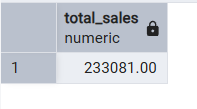 total_sales
numeric
1
233081.00